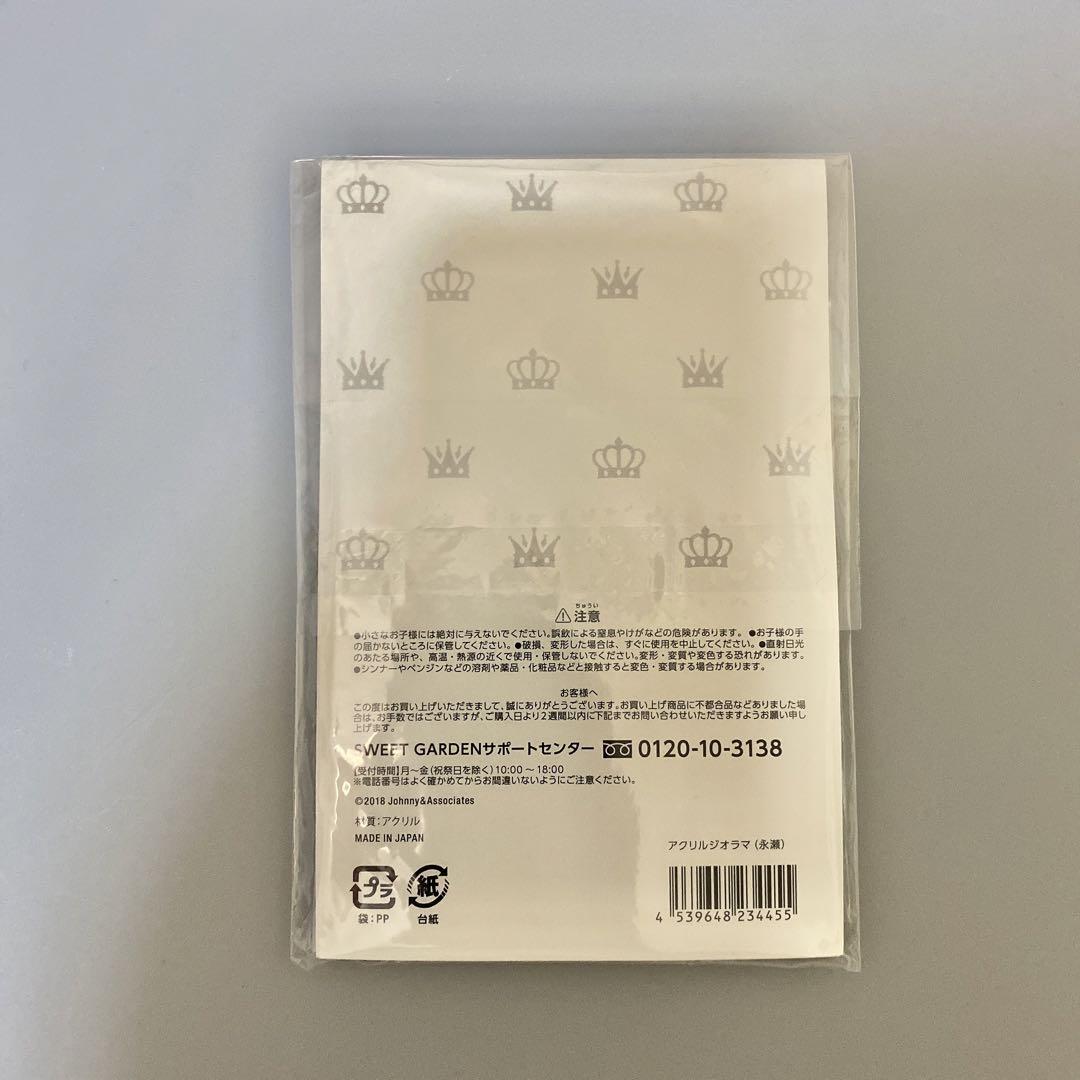 ちゅうい
注意
●小さなお子様には絶対に与えないでください。誤飲による窒息やけがなどの危険があります。 ●お子様の手
の届かないところに保管してください。●破損、変形した場合は、すぐに使用を中止してください。●直射日光
のあたる場所や、高温・熱源の近くで使用・保管しないでください。変形・変質や変色する恐れがあります。
●シンナーやベンジンなどの溶剤や薬品・化粧品などと接触すると変色・変質する場合があります。
お客様へ
この度はお買い上げいただきまして、誠にありがとうございます。お買い上げ商品に不都合品などありました場
合は、お手数ではございますが、ご購入日より2週間以内に下記までお問い合わせいただきますようお願い申し
上げます。
SWEET GARDENサポートセンター 0120-10-3138
【受付時間】月〜金(祝祭日を除く)10:00〜18:00
※電話番号はよく確かめてからお間違いないようにご注意ください。
©2018 Johnny&Associates
材質：アクリル
MADE IN JAPAN
アクリルジオラマ（永瀬）
プラ
紙
袋：PP
台紙
4 539648 234455